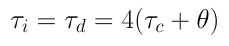 τ_i = τ_d = 4(τ_c + θ)